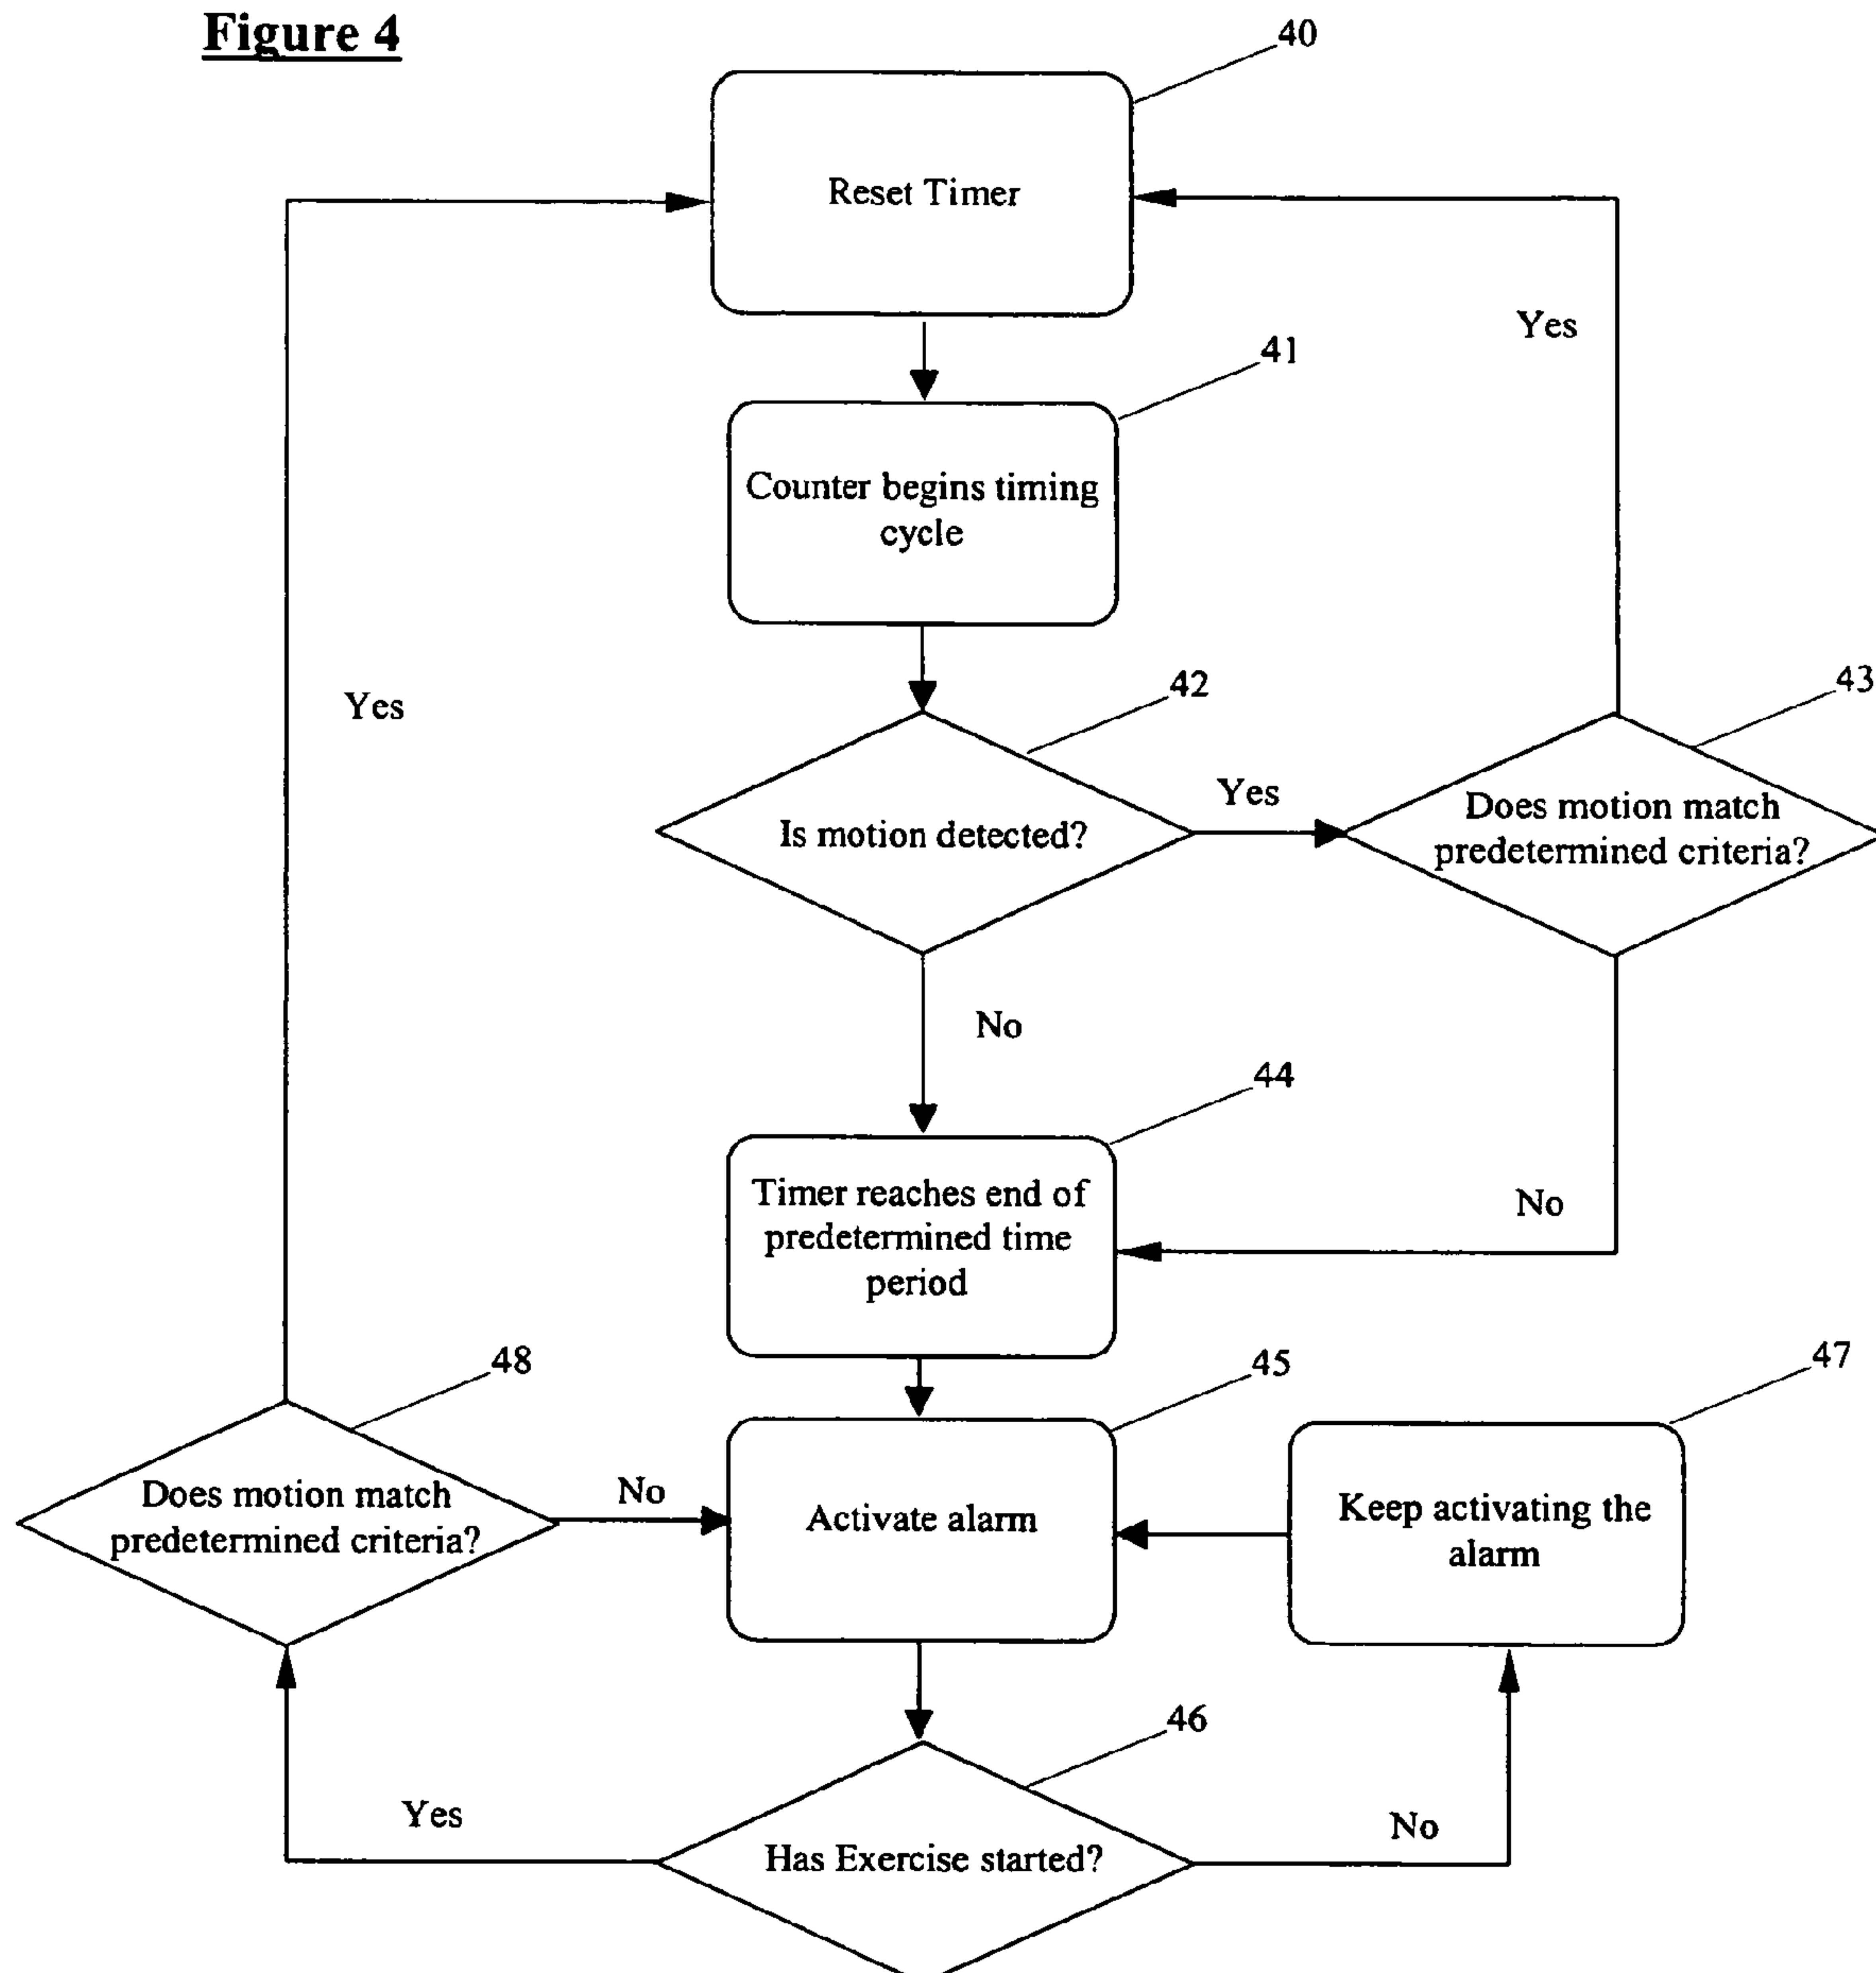 Figure 4
40
Reset Timer
Yes
41
Counter begins timing
cycle
Yes
42
43
Is motion detected?
Yes
Does motion match
predetermined criteria?
No
44
Timer reaches end of
predetermined time
period
No
48
45
47
Does motion match
predetermined criteria?
No
Activate alarm
Keep activating the
alarm
46
Yes
Has Exercise started?
No